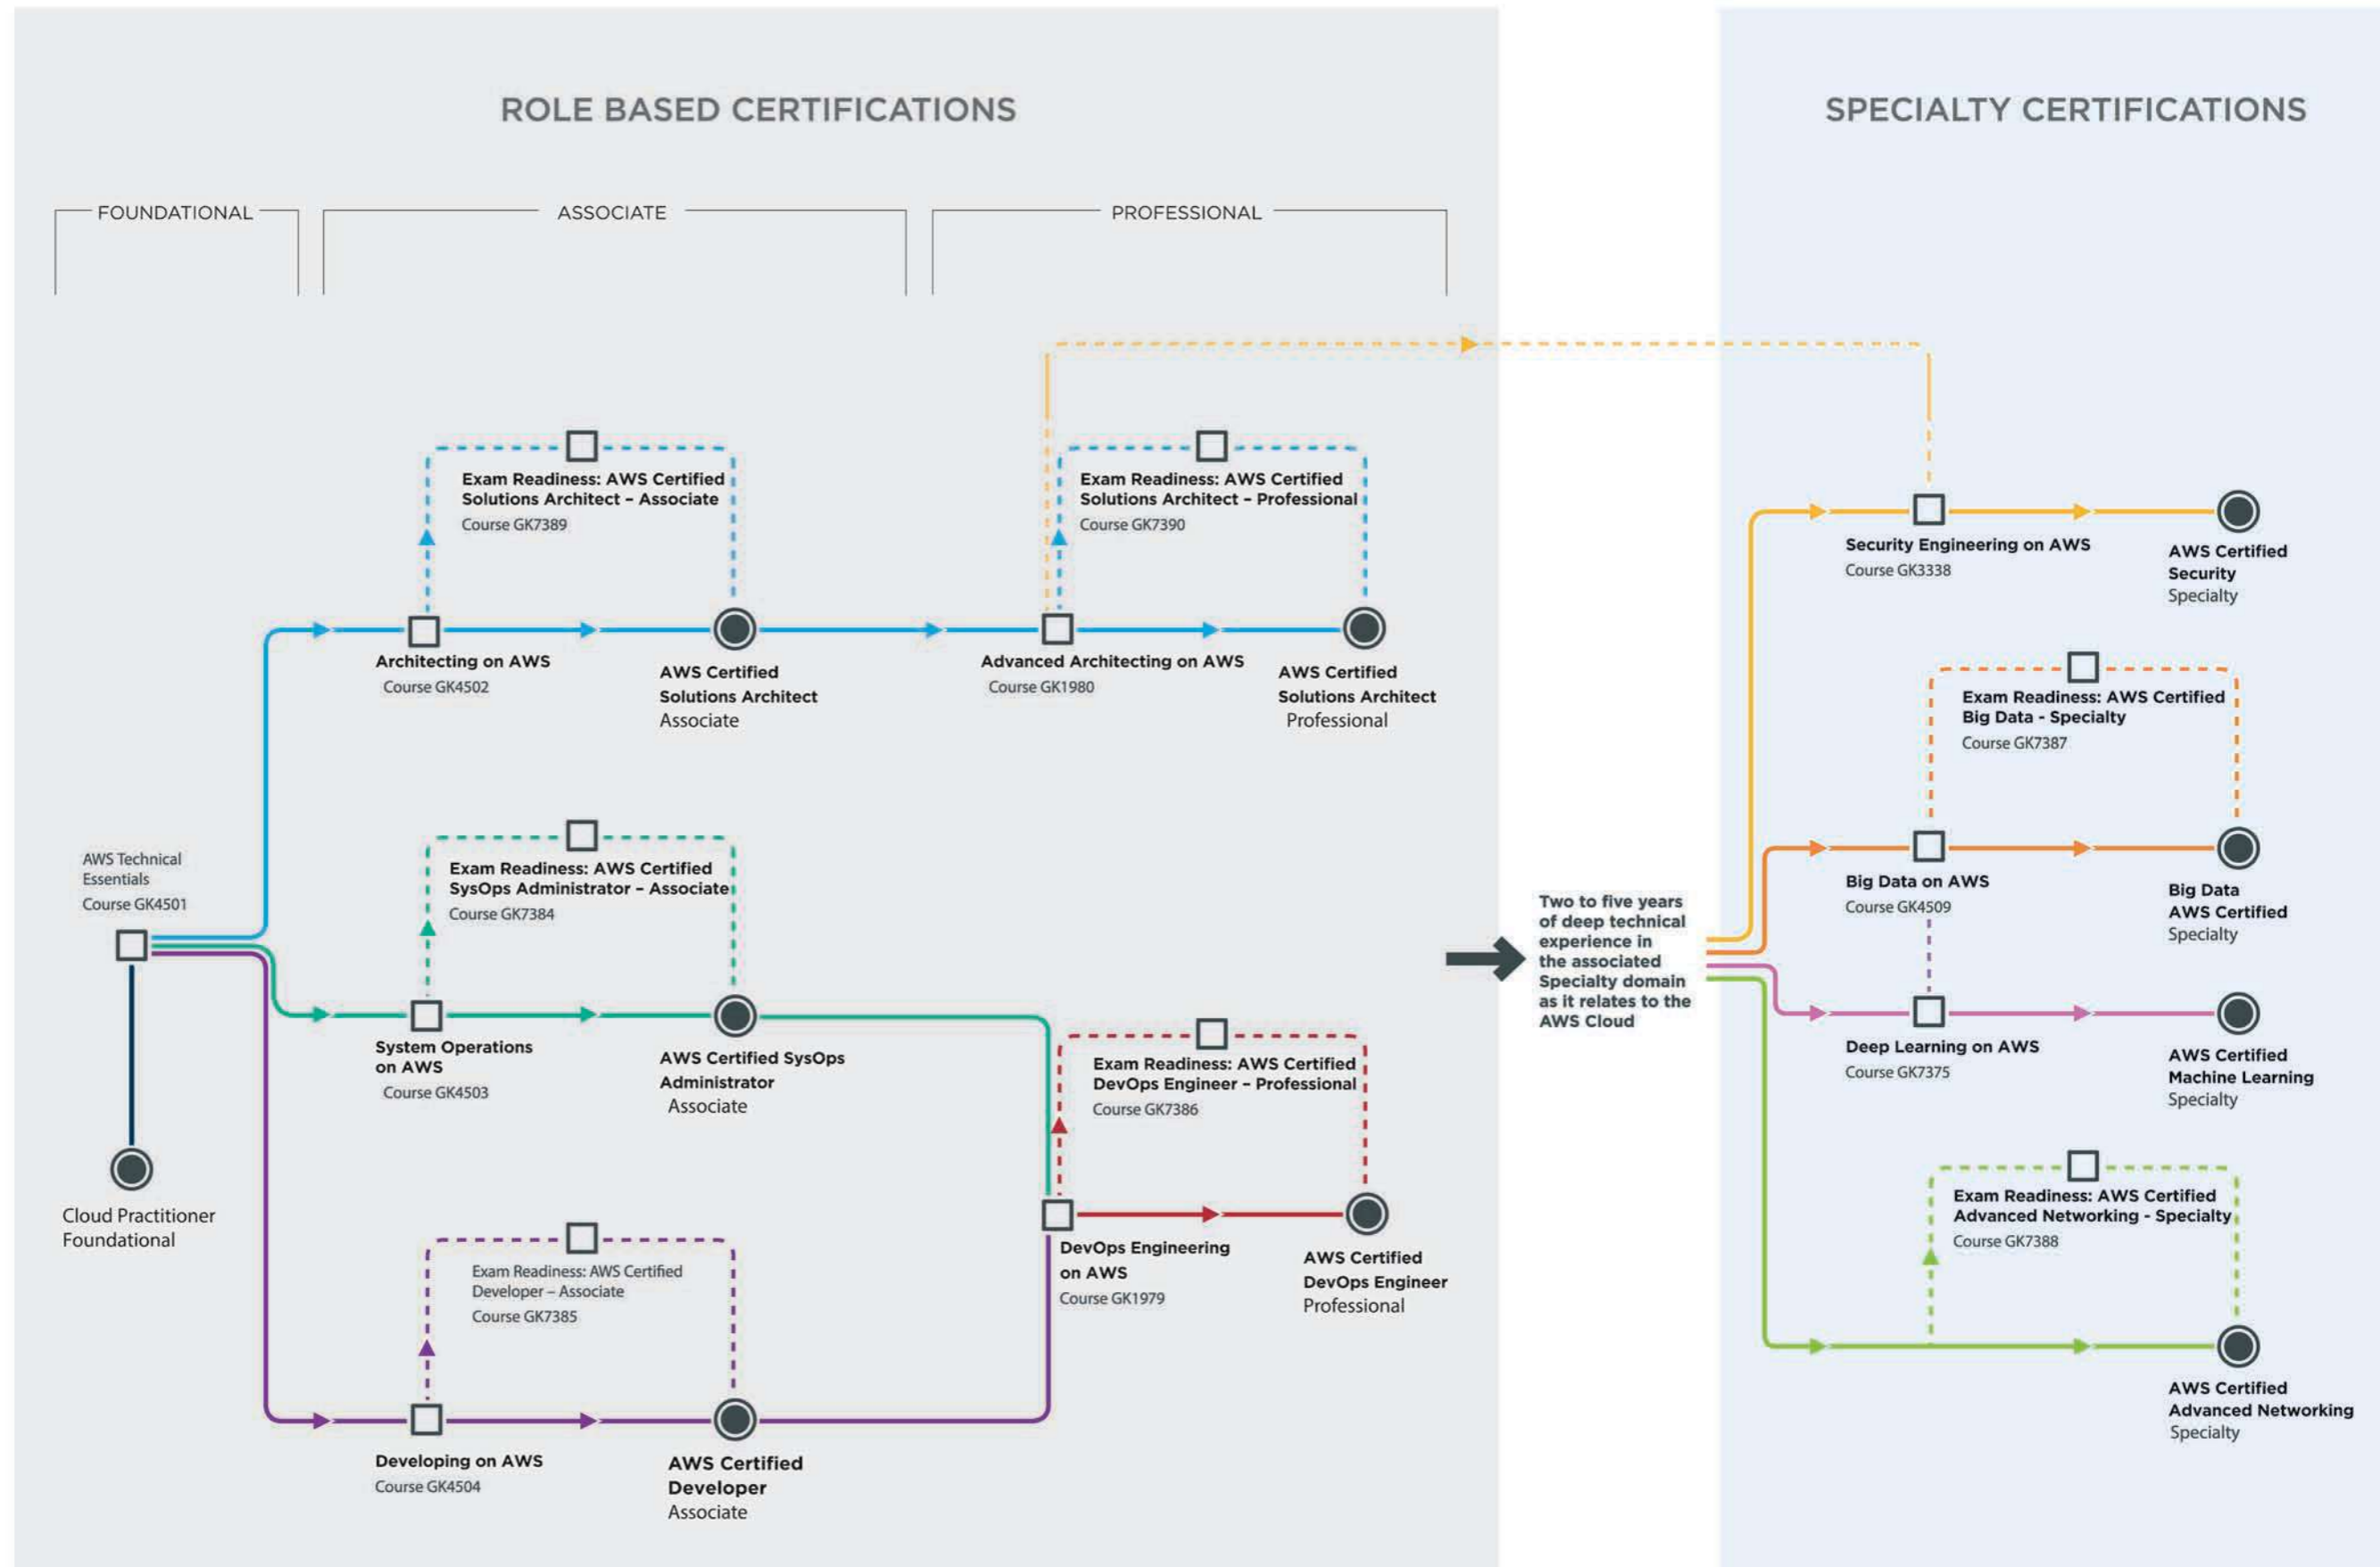 ROLE BASED CERTIFICATIONS
SPECIALTY CERTIFICATIONS
FOUNDATIONAL
ASSOCIATE
PROFESSIONAL
Exam Readiness: AWS Certified
Solutions Architect – Associate
Course GK7389
Exam Readiness: AWS Certified
Solutions Architect – Professional
Course GK7390
Architecting on AWS
Course GK4502
AWS Certified
Solutions Architect
Associate
Advanced Architecting on AWS
Course GK1980
AWS Certified
Solutions Architect
Professional
AWS Technical
Essentials
Course GK4501
Cloud Practitioner
Foundational
Exam Readiness: AWS Certified
SysOps Administrator – Associate
Course GK7384
System Operations
on AWS
Course GK4503
AWS Certified SysOps
Administrator
Associate
Exam Readiness: AWS Certified
DevOps Engineer – Professional
Course GK7386
DevOps Engineering
on AWS
Course GK1979
AWS Certified
DevOps Engineer
Professional
Exam Readiness: AWS Certified
Developer – Associate
Course GK7385
Developing on AWS
Course GK4504
AWS Certified
Developer
Associate
Two to five years
of deep technical
experience in
the associated
Specialty domain
as it relates to the
AWS Cloud
Security Engineering on AWS
Course GK3338
AWS Certified
Security
Specialty
Exam Readiness: AWS Certified
Big Data - Specialty
Course GK7387
Big Data on AWS
Course GK4509
Big Data
AWS Certified
Specialty
Deep Learning on AWS
Course GK7375
AWS Certified
Machine Learning
Specialty
Exam Readiness: AWS Certified
Advanced Networking - Specialty
Course GK7388
AWS Certified
Advanced Networking
Specialty